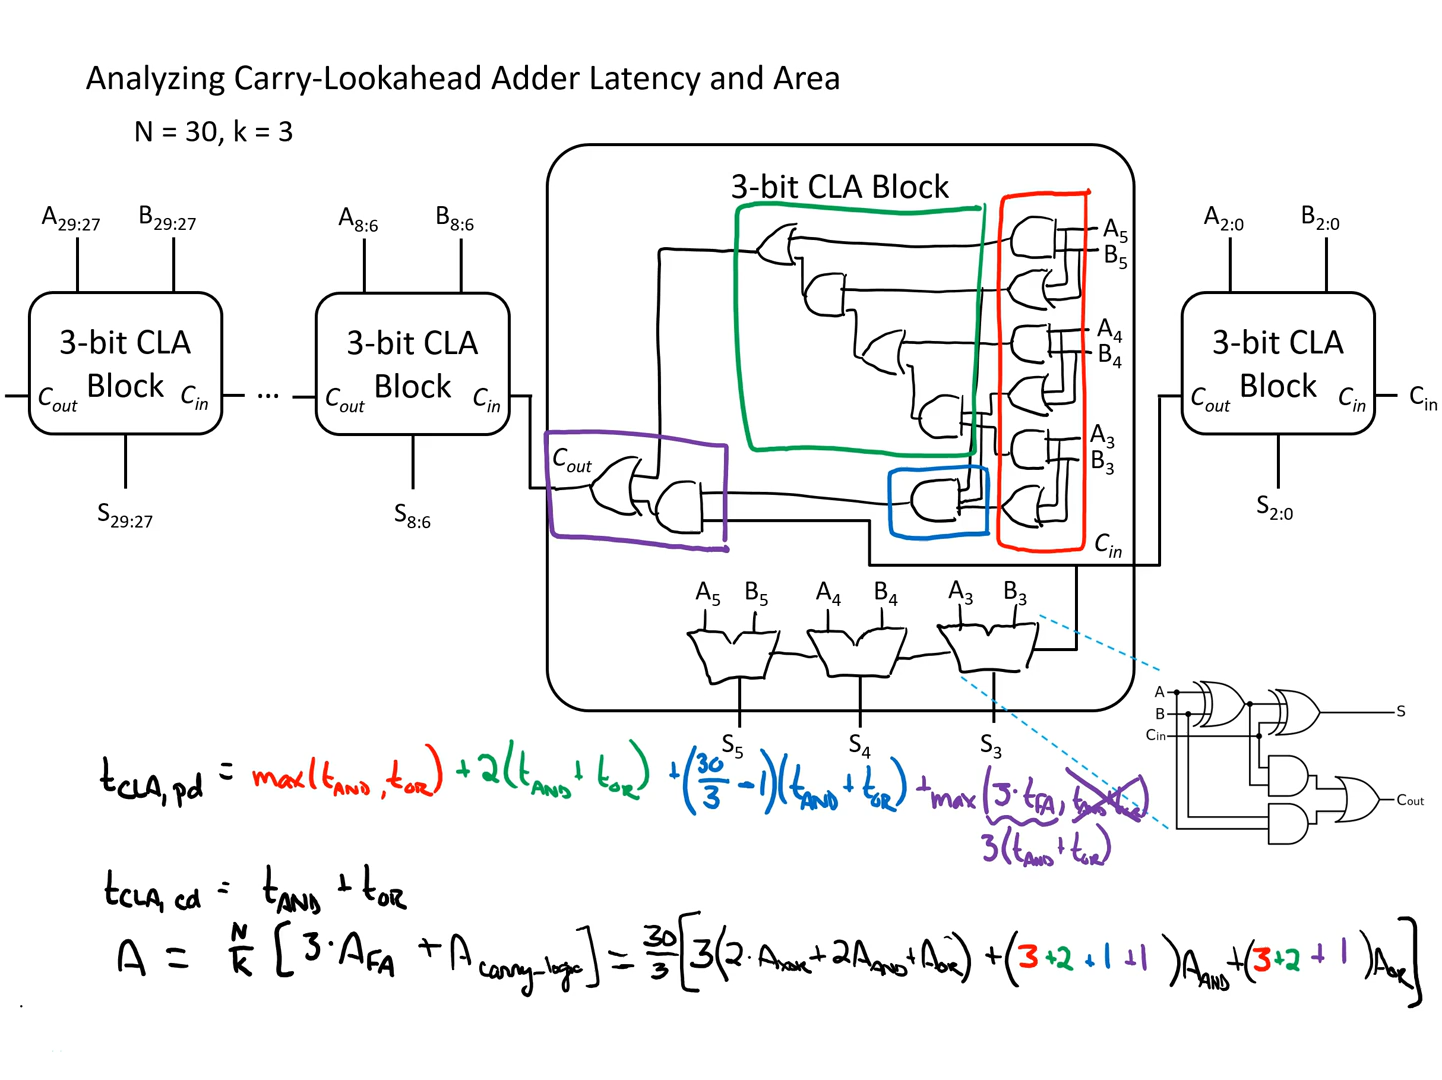 Analyzing Carry-Lookahead Adder Latency and Area
N = 30, k = 3
3-bit CLA Block
A29:27 B29:27
A8:6 B8:6
A2:0 B2:0
A5
B5
A4
B4
A3
B3
3-bit CLA Block
Cout Cin
...
3-bit CLA Block
Cout Cin
Cout
Cin
3-bit CLA Block
Cout Cin
Cin
S29:27
S8:6
S2:0
A5 B5 A4 B4 A3 B3
S5 S4 S3
A
B
Cin
S
Cout
tCLA,pd = max(tAND, tOR) + 2(tAND + tOR) + (30/3 - 1)(tAND + tOR) + max(3·tFA, tAND+tOR)
3(tAND + tOR)
tCLA,cd = tAND + tOR
A = N/K [3·AFA + Acarry-logic] = 30/3 [3(2·AXOR + 2AAND + AOR) + (3+2+1+1)AAND + (3+2+1)AOR]